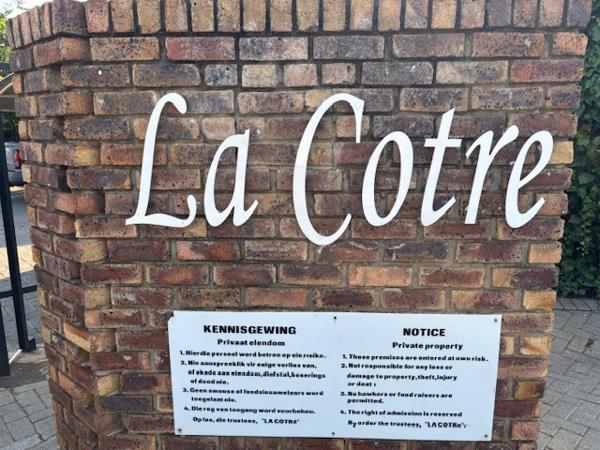 La Cotre
KENNISGEWING
Privaat eiendom
1. Hierdie perseel word betree op eie risiko.
2. Nie aanspreeklik vir enige verlies van,
of skade aan eiendom, diefstal, beserings
of dood nie.
3. Geen smouse of fondsinsamelaars word
toegelaat nie.
4. Die reg van toegang word voorbehou.
Op las, die trustees, "LA COTRé"
NOTICE
Private property
1. These premises are entered at own risk.
2. Not responsible for any loss or
damage to property, theft, injury
or deat
3. No hawkers or fund raisers are
permitted.
4. The right of admission is reserved
By order the trustees, "LA COTRe"